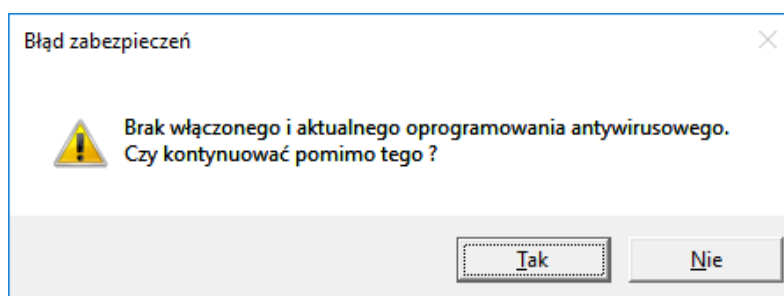 Błąd zabezpieczeń
Brak włączonego i aktualnego oprogramowania antywirusowego.
Czy kontynuować pomimo tego ?
Tak
Nie